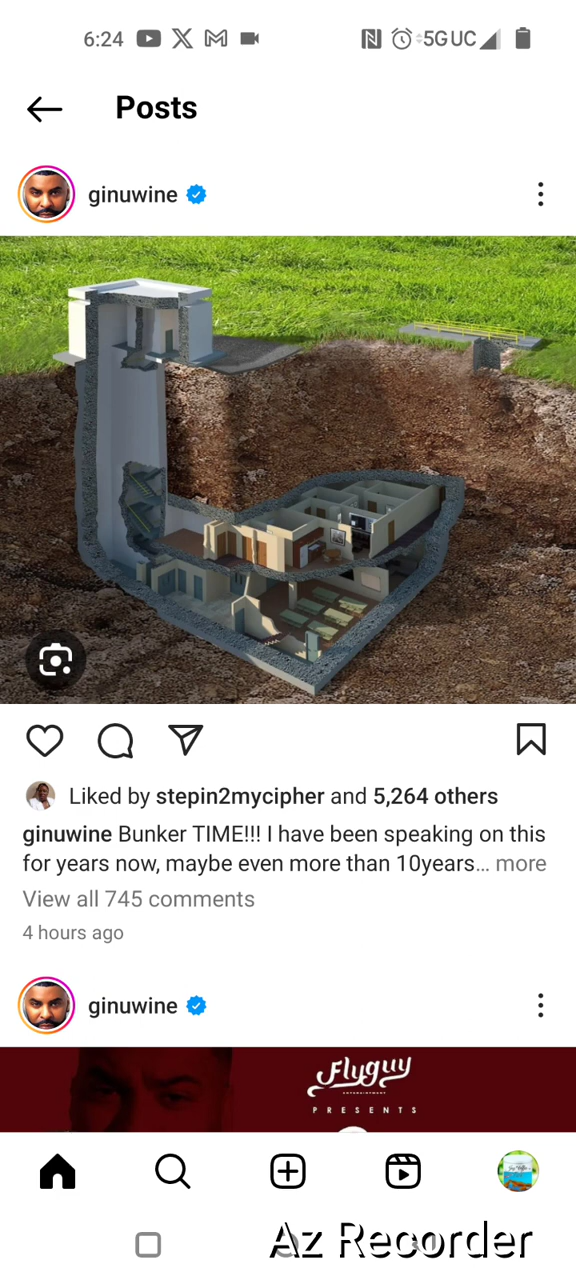 6:24 5G UC
Posts
ginuwine
Liked by stepin2mycipher and 5,264 others
ginuwine Bunker TIME!!! I have been speaking on this
for years now, maybe even more than 10years... more
View all 745 comments
4 hours ago
ginuwine
Flyguy
PRESENTS
Az Recorder